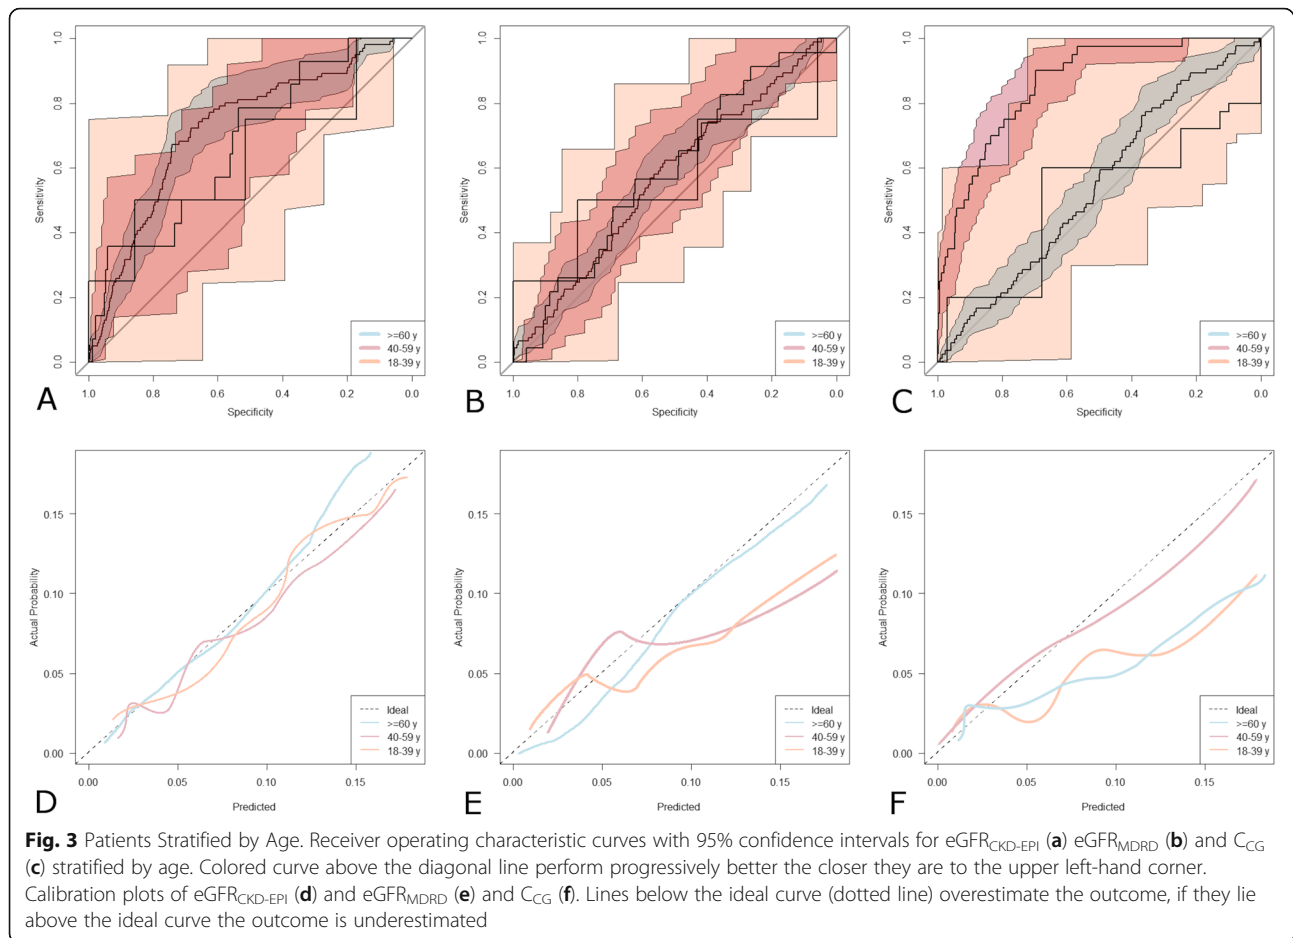 1.0
0.8
0.6
0.4
0.2
0.0
Sensitivity
>=60 y
40-59 y
18-39 y
1.0 0.8 0.6 0.4 0.2 0.0
Specificity
A
1.0
0.8
0.6
0.4
0.2
0.0
Sensitivity
>=60 y
40-59 y
18-39 y
1.0 0.8 0.6 0.4 0.2 0.0
Specificity
B
1.0
0.8
0.6
0.4
0.2
0.0
Sensitivity
>=60 y
40-59 y
18-39 y
1.0 0.8 0.6 0.4 0.2 0.0
Specificity
C
0.15
0.10
0.05
0.00
Actual Probability
Ideal
>=60 y
40-59 y
18-39 y
0.00 0.05 0.10 0.15
Predicted
D
0.15
0.10
0.05
0.00
Actual Probability
Ideal
>=60 y
40-59 y
18-39 y
0.00 0.05 0.10 0.15
Predicted
E
0.15
0.10
0.05
0.00
Actual Probability
Ideal
>=60 y
40-59 y
18-39 y
0.00 0.05 0.10 0.15
Predicted
F
Fig. 3 Patients Stratified by Age. Receiver operating characteristic curves with 95% confidence intervals for eGFRCKD-EPI (a) eGFRMDRD (b) and CCG
(c) stratified by age. Colored curve above the diagonal line perform progressively better the closer they are to the upper left-hand corner.
Calibration plots of eGFRCKD-EPI (d) and eGFRMDRD (e) and CCG (f). Lines below the ideal curve (dotted line) overestimate the outcome, if they lie
above the ideal curve the outcome is underestimated